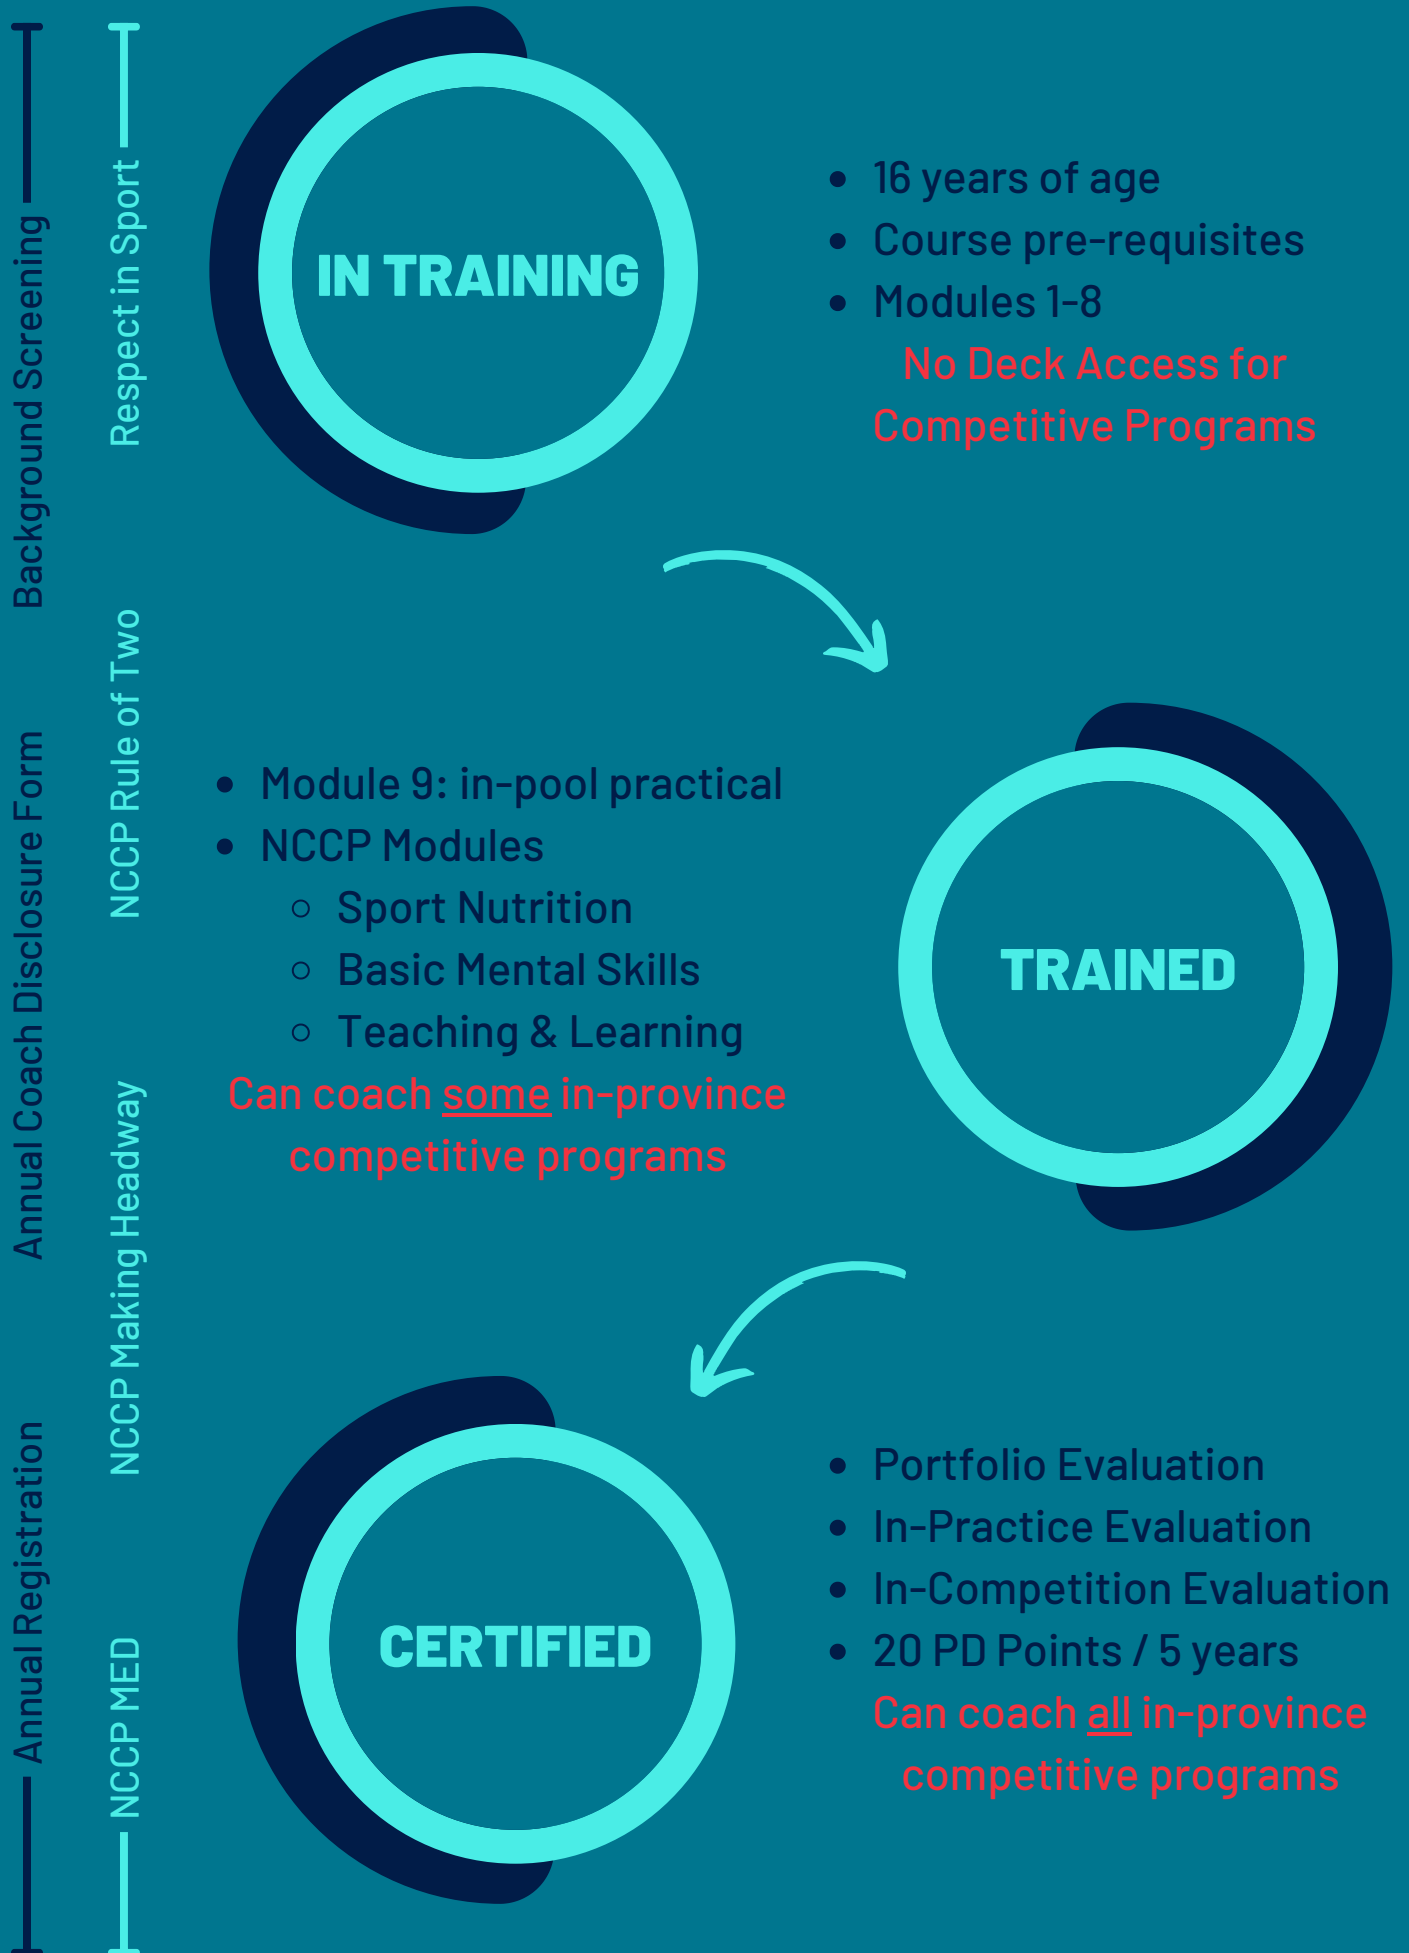 Background Screening
Annual Coach Disclosure Form
Annual Registration
Respect in Sport
NCCP Rule of Two
NCCP Making Headway
NCCP MED
IN TRAINING
• 16 years of age
• Course pre-requisites
• Modules 1-8
No Deck Access for
Competitive Programs
• Module 9: in-pool practical
• NCCP Modules
○ Sport Nutrition
○ Basic Mental Skills
○ Teaching & Learning
Can coach some in-province
competitive programs
TRAINED
CERTIFIED
• Portfolio Evaluation
• In-Practice Evaluation
• In-Competition Evaluation
• 20 PD Points / 5 years
Can coach all in-province
competitive programs